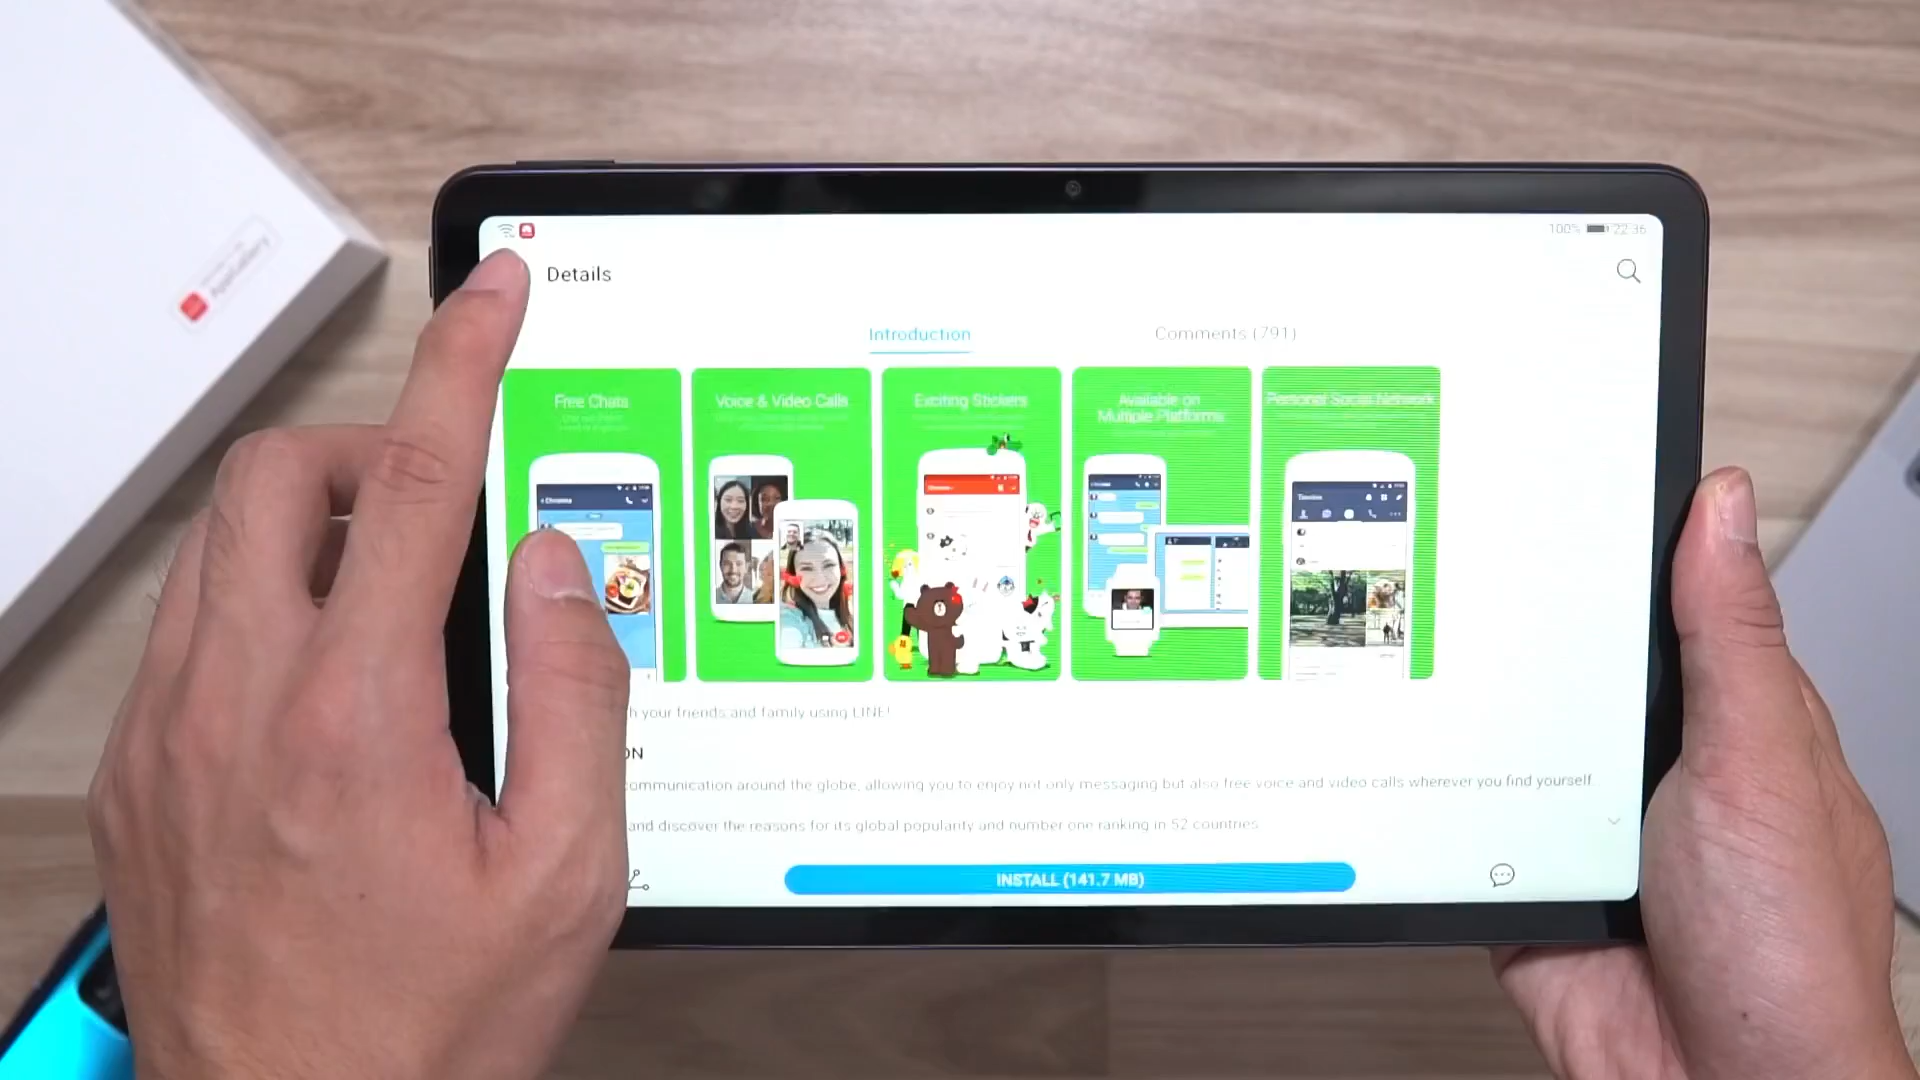 AppGallery
100% 22:36
Details
Introduction
Comments (791)
Free Chats
Voice & Video Calls
Exciting Stickers
Available on
Multiple Platforms
Personal Social Network
Timeline
h your friends and family using LINE!
ON
ommunication around the globe, allowing you to enjoy not only messaging but also free voice and video calls wherever you find yourself.
and discover the reasons for its global popularity and number one ranking in 52 countries
INSTALL (141.7 MB)